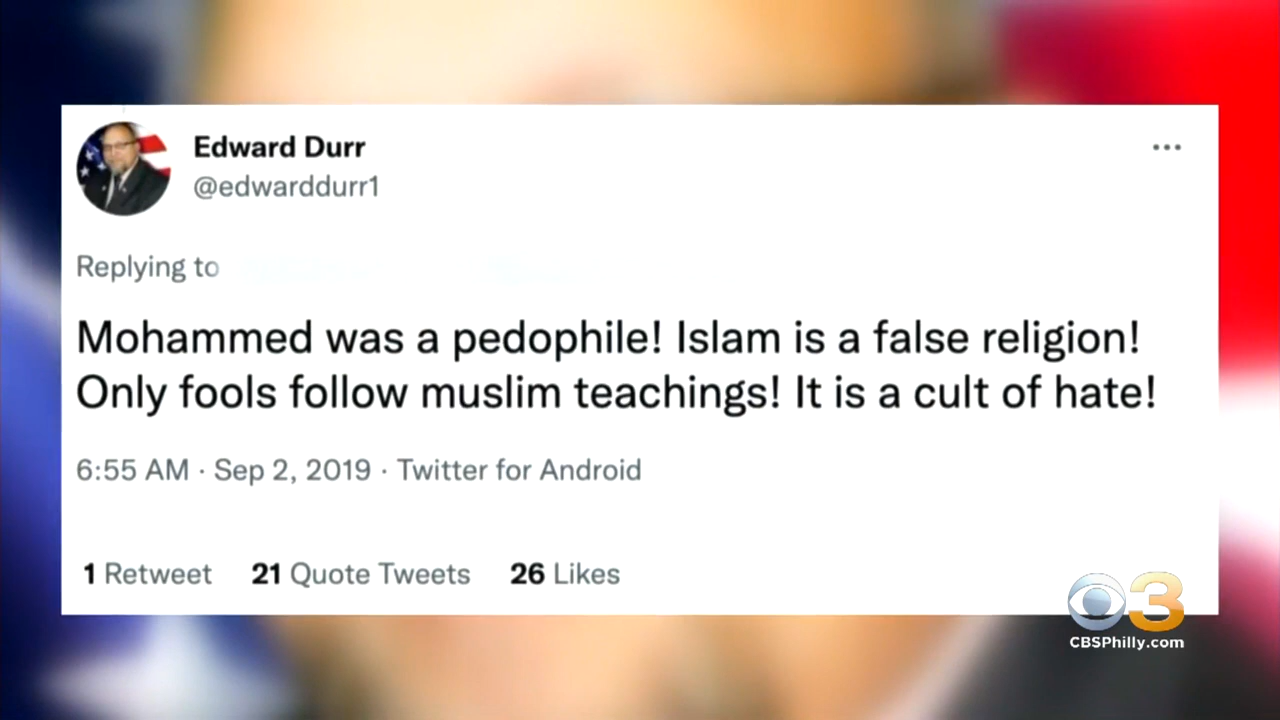 Edward Durr
@edwarddurr1
Replying to
Mohammed was a pedophile! Islam is a false religion!
Only fools follow muslim teachings! It is a cult of hate!
6:55 AM · Sep 2, 2019 · Twitter for Android
1 Retweet 21 Quote Tweets 26 Likes
3
CBSPhilly.com